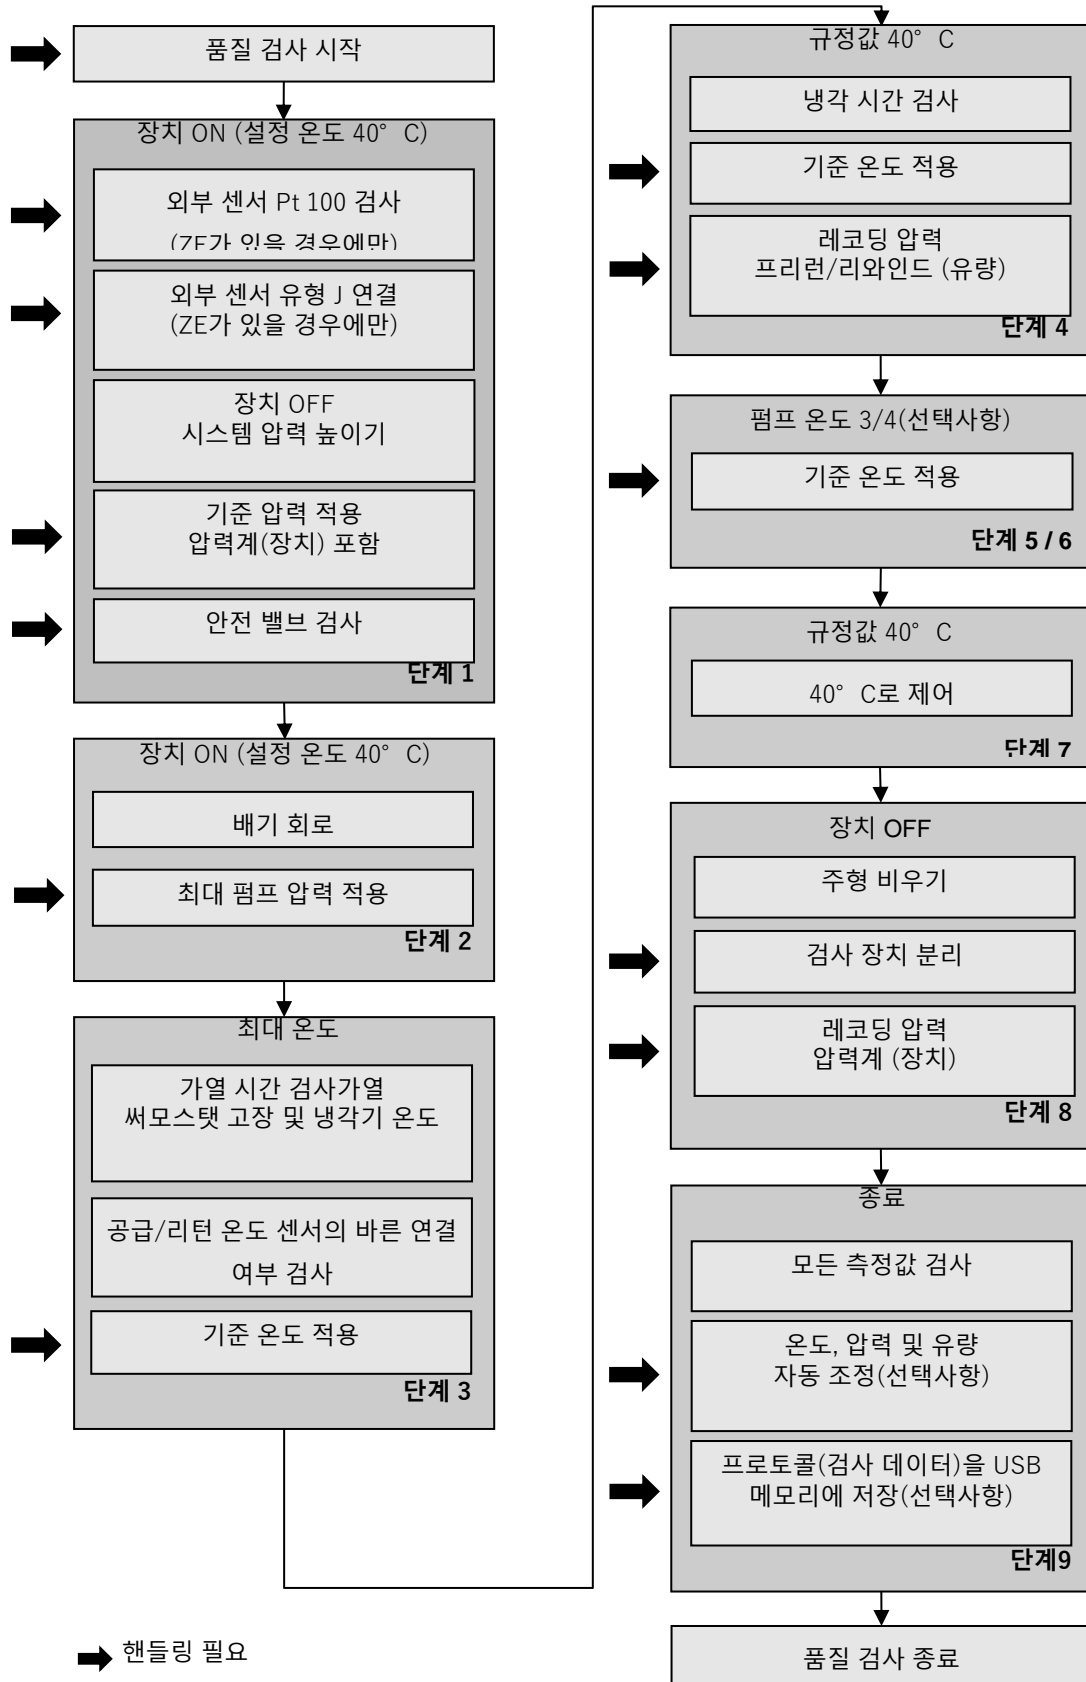 품질 검사 시작
장치 ON (설정 온도 40° C)
외부 센서 Pt 100 검사
(ZE가 있을 경우에만)
외부 센서 유형 J 연결
(ZE가 있을 경우에만)
장치 OFF
시스템 압력 높이기
기준 압력 적용
압력계(장치) 포함
안전 밸브 검사
단계 1
장치 ON (설정 온도 40° C)
배기 회로
최대 펌프 압력 적용
단계 2
최대 온도
가열 시간 검사가열
써모스탯 고장 및 냉각기 온도
공급/리턴 온도 센서의 바른 연결
여부 검사
기준 온도 적용
단계 3
규정값 40° C
냉각 시간 검사
기준 온도 적용
레코딩 압력
프리런/리와인드 (유량)
단계 4
펌프 온도 3/4(선택사항)
기준 온도 적용
단계 5 / 6
규정값 40° C
40° C로 제어
단계 7
장치 OFF
주형 비우기
검사 장치 분리
레코딩 압력
압력계 (장치)
단계 8
종료
모든 측정값 검사
온도, 압력 및 유량
자동 조정(선택사항)
프로토콜(검사 데이터)을 USB
메모리에 저장(선택사항)
단계9
품질 검사 종료
핸들링 필요